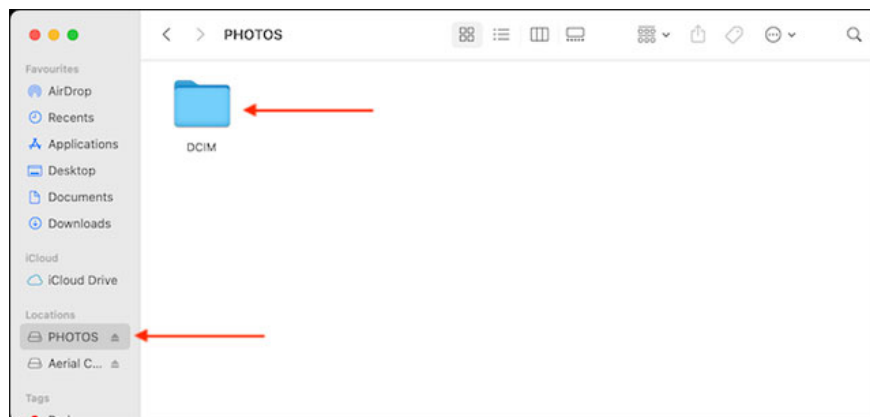 PHOTOS
Favourites
AirDrop
Recents
Applications
Desktop
Documents
Downloads
iCloud
iCloud Drive
Locations
PHOTOS
Aerial C...
Tags
DCIM